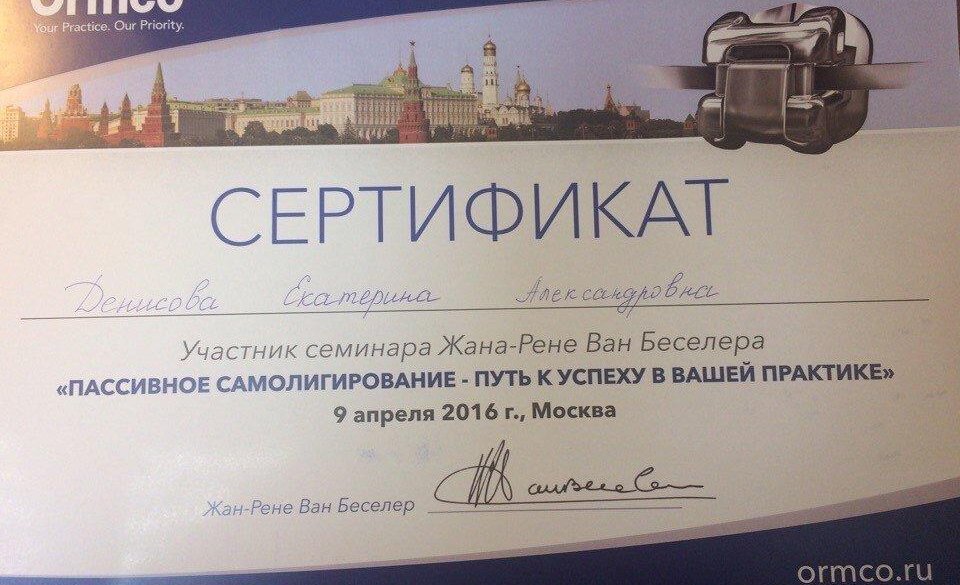 Ormco
Your Practice. Our Priority.
СЕРТИФИКАТ
Денисова Екатерина Александровна
Участник семинара Жана-Рене Ван Беселера
«ПАССИВНОЕ САМОЛИГИРОВАНИЕ - ПУТЬ К УСПЕХУ В ВАШЕЙ ПРАКТИКЕ»
9 апреля 2016 г., Москва
Жан-Рене Ван Беселер
ormco.ru